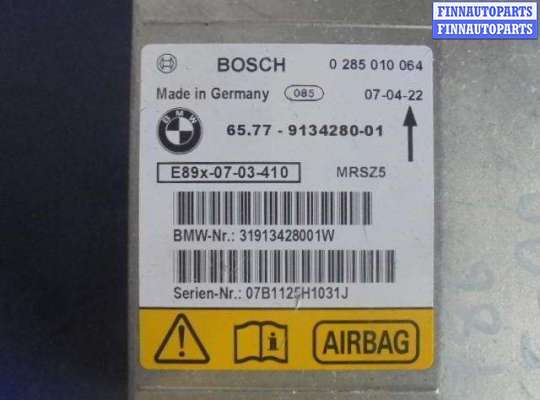 FINNAUTOPARTS
FINNAUTOPARTS
BOSCH 0 285 010 064
Made in Germany 085 07-04-22
BMW
65.77 - 9134280-01
E89x-07-03-410 MRSZ5
BMW-Nr.: 31913428001W
Serien-Nr.: 07B1125H1031J
AIRBAG